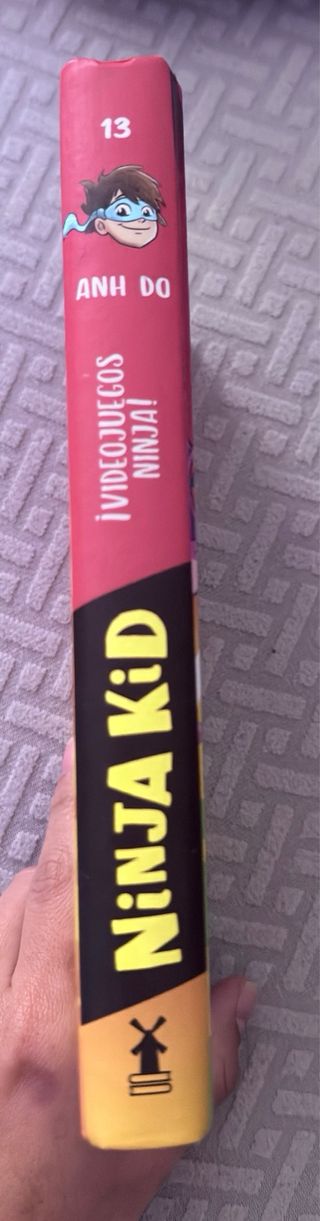 13
ANH DO
¡VIDEOJUEGOS
NINJA!
NiNJA KiD